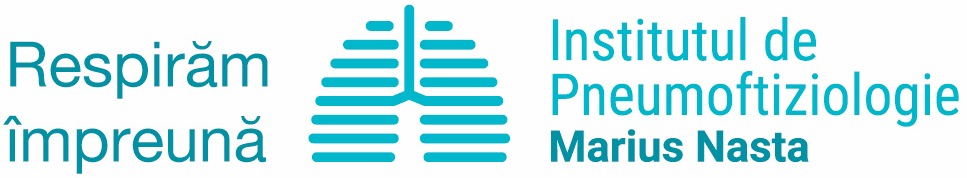 Respirăm
împreună
Institutul de
Pneumoftiziologie
Marius Nasta